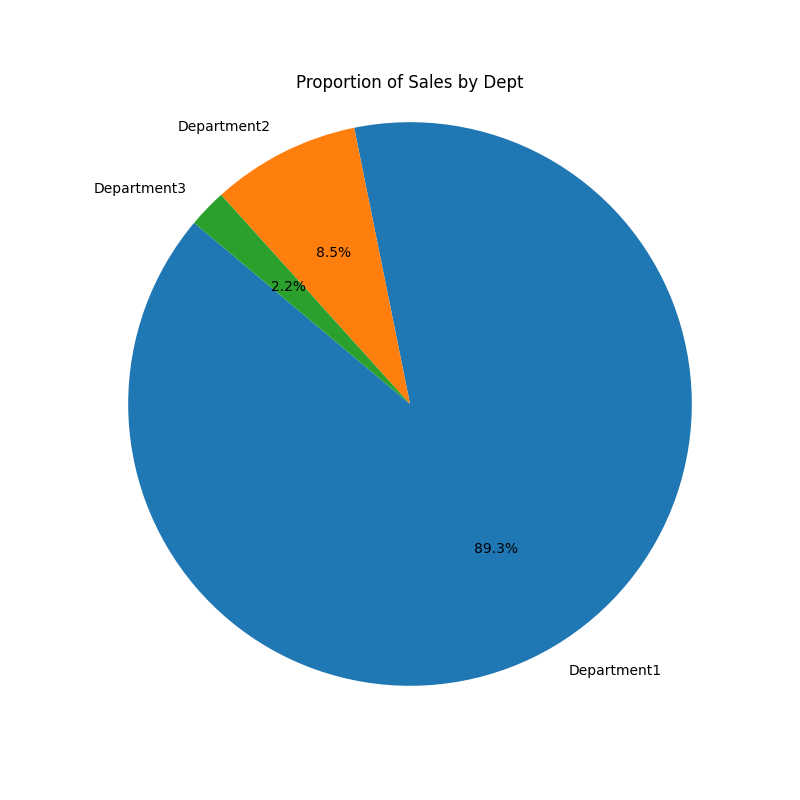 Proportion of Sales by Dept
Department2
Department3
8.5%
2.2%
89.3%
Department1